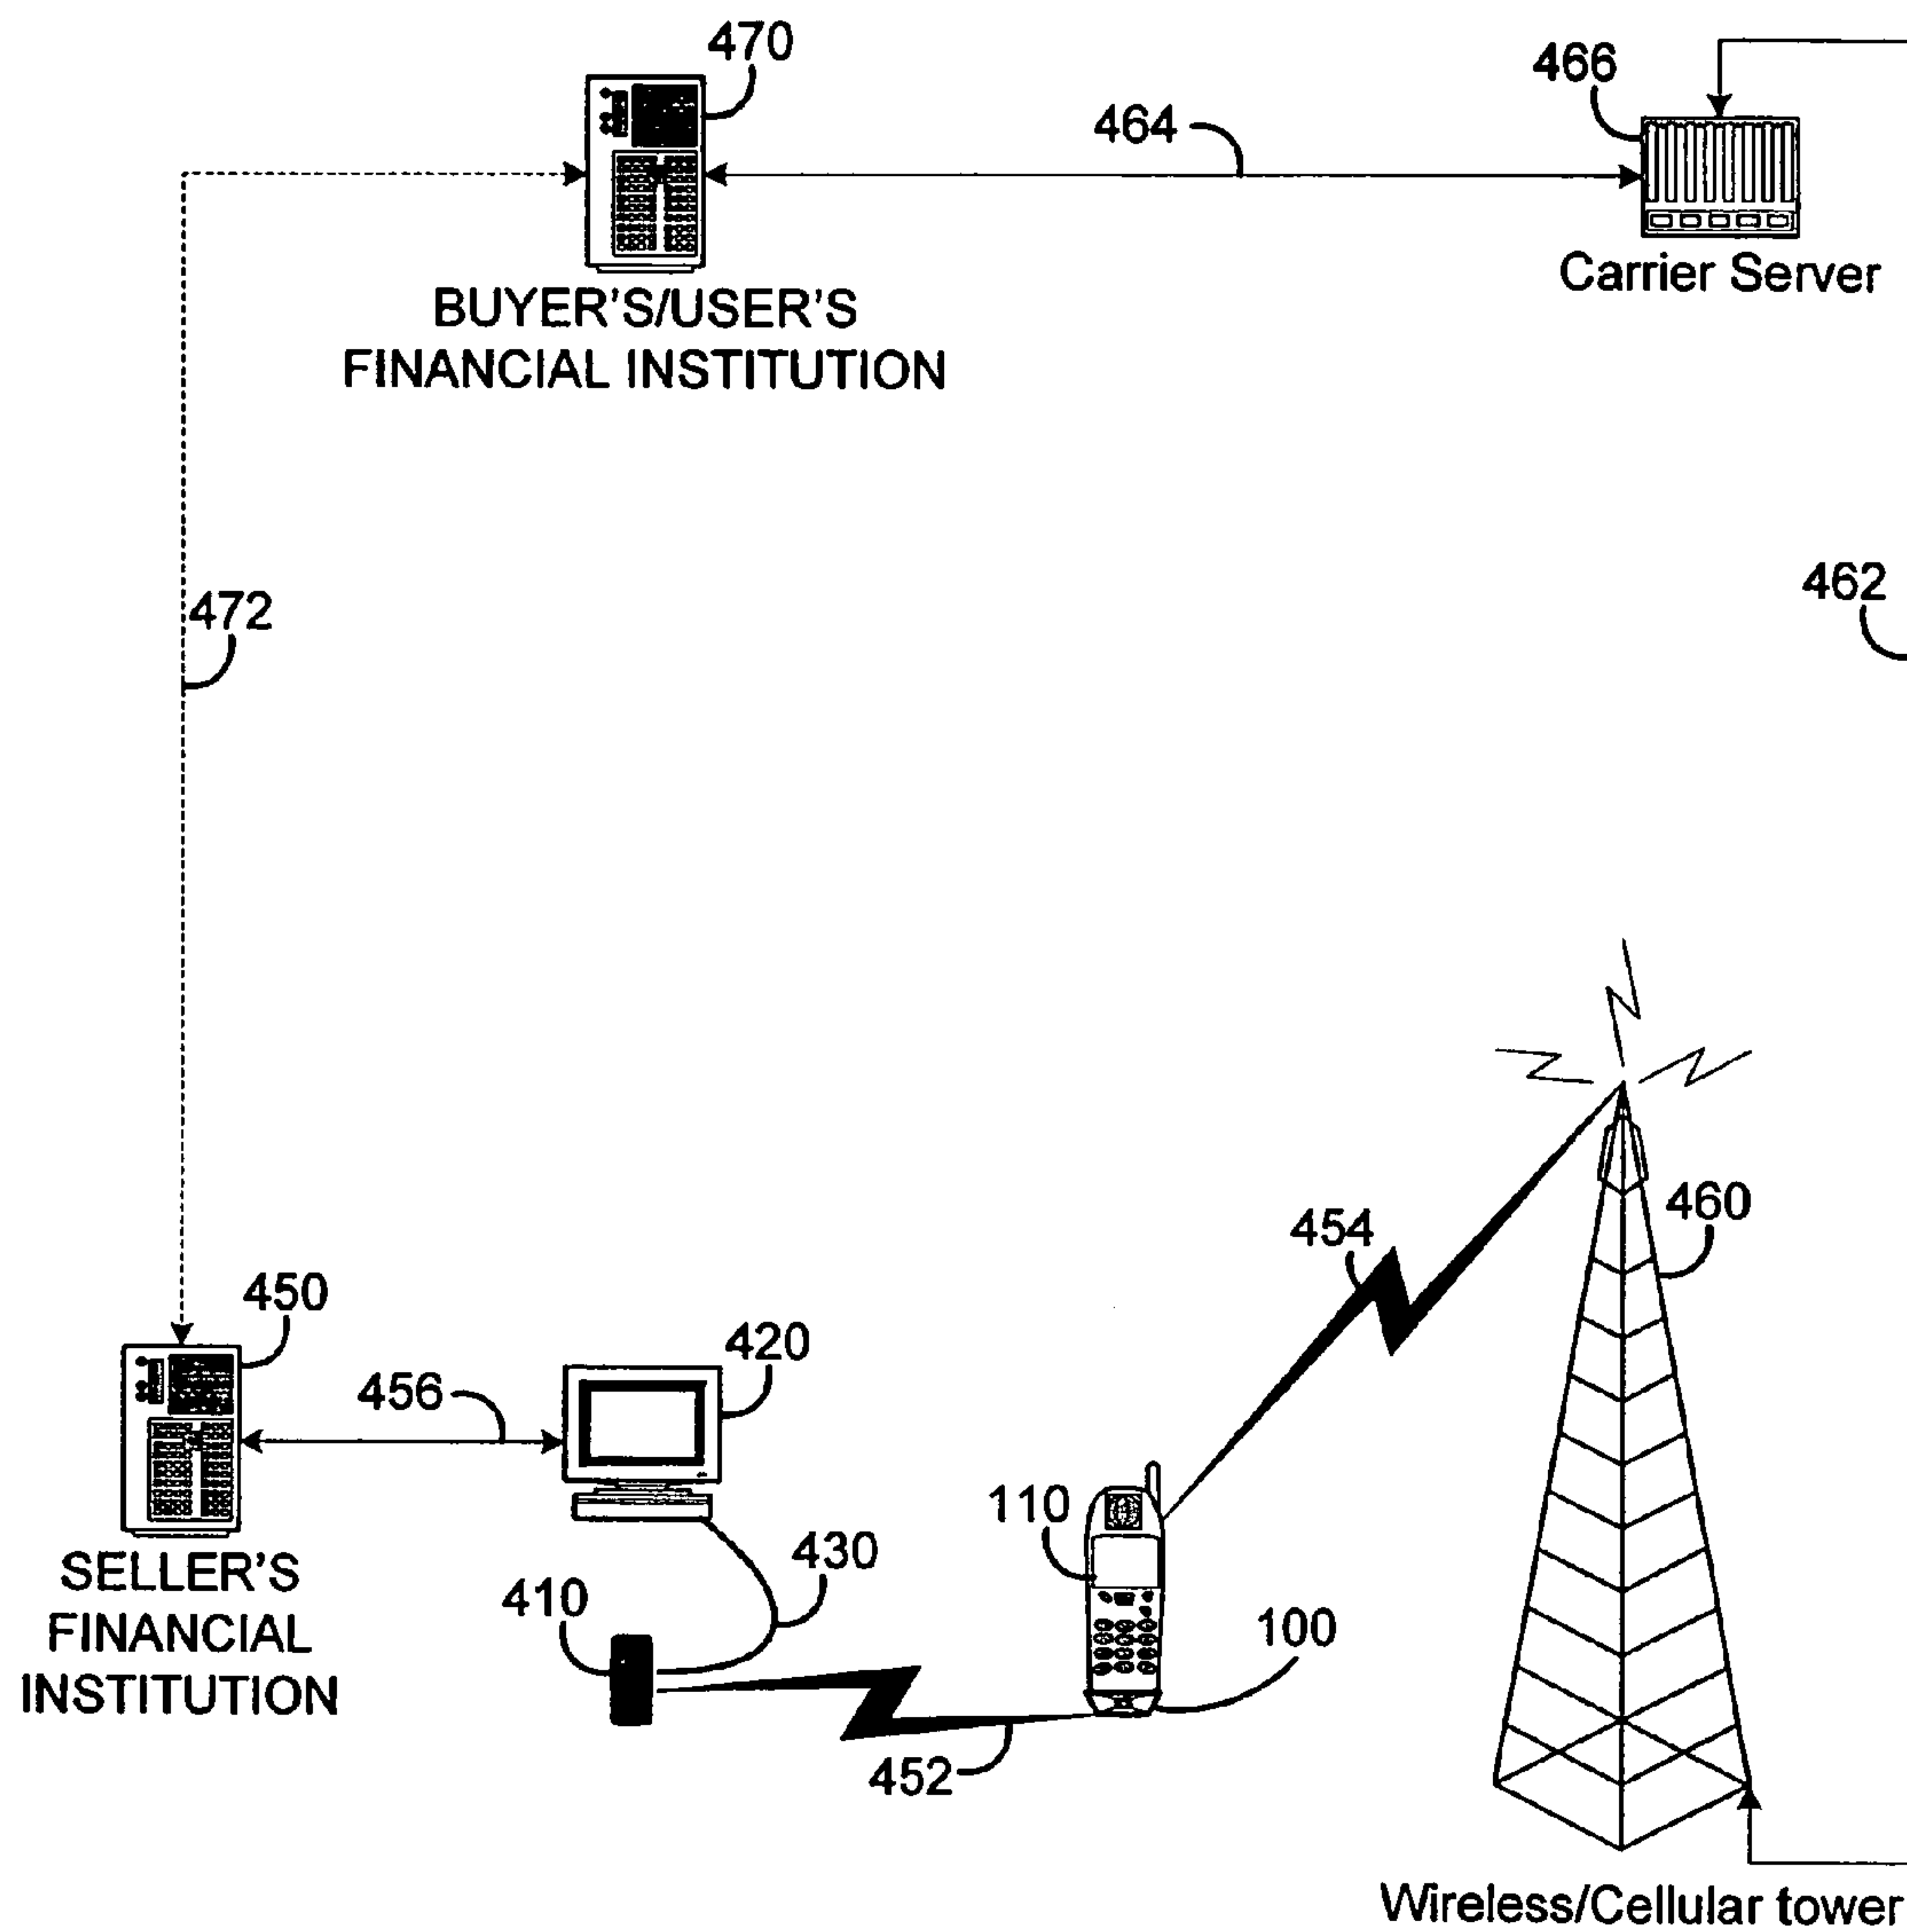 470
466
464
Carrier Server
BUYER'S/USER'S
FINANCIAL INSTITUTION
462
472
460
454
450
420
456
110
430
410
100
SELLER'S
FINANCIAL
INSTITUTION
452
Wireless/Cellular tower